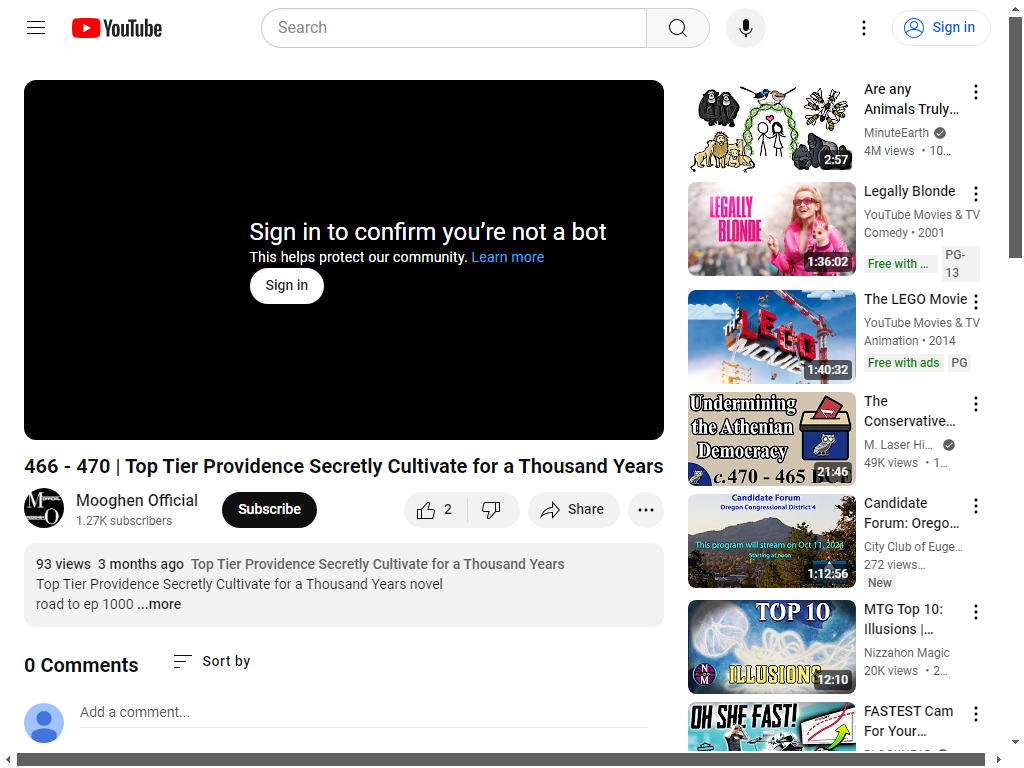 YouTube
Search
Sign in
Sign in to confirm you’re not a bot
This helps protect our community. Learn more
Sign in
466 - 470 | Top Tier Providence Secretly Cultivate for a Thousand Years
Mooghen Official
1.27K subscribers
Subscribe
2
Share
93 views 3 months ago Top Tier Providence Secretly Cultivate for a Thousand Years
Top Tier Providence Secretly Cultivate for a Thousand Years novel
road to ep 1000 ...more
0 Comments
Sort by
Add a comment...
2:57
Are any
Animals Truly…
MinuteEarth
4M views • 10…
LEGALLY
BLONDE
1:36:02
Legally Blonde
YouTube Movies & TV
Comedy • 2001
Free with …
PG-
13
THE
LEGO
MOVIE
1:40:32
The LEGO Movie
YouTube Movies & TV
Animation • 2014
Free with ads
PG
Undermining
the Athenian
Democracy
c.470 - 465 BCE
21:46
The
Conservative…
M. Laser Hi…
49K views • 1…
Candidate Forum
Oregon Congressional District 4
This program will stream on Oct 11, 2024
Starting at noon
1:12:56
Candidate
Forum: Orego…
City Club of Euge…
272 views…
New
TOP 10
ILLUSIONS
N
M
12:10
MTG Top 10:
Illusions |…
Nizzahon Magic
20K views • 2…
OH SHE FAST!
FASTEST Cam
For Your…